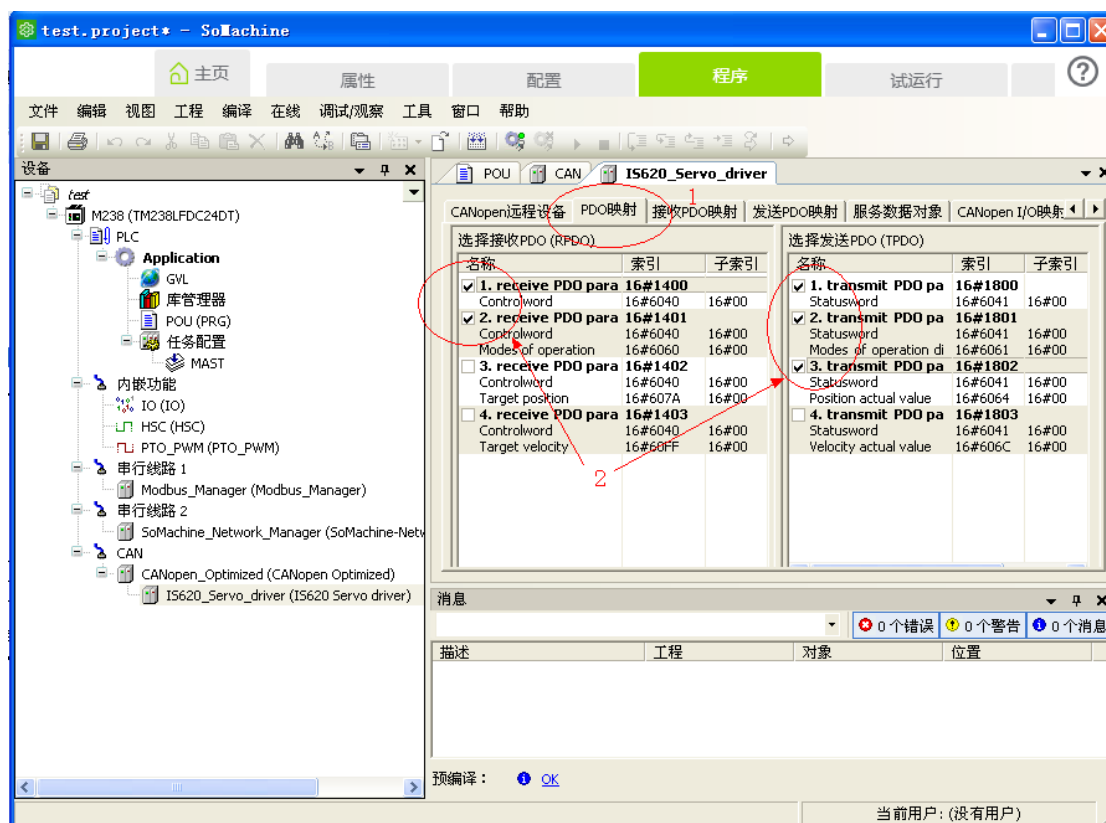 test.project* - SoMachine
主页
属性
配置
程序
试运行
文件 编辑 视图 工程 编译 在线 调试/观察 工具 窗口 帮助
设备
test
M238 (TM238LFDC24DT)
PLC
Application
GVL
库管理器
POU (PRG)
任务配置
MAST
内嵌功能
IO (IO)
HSC (HSC)
PTO_PWM (PTO_PWM)
串行线路 1
Modbus_Manager (Modbus_Manager)
串行线路 2
SoMachine_Network_Manager (SoMachine-Netw
CAN
CANopen_Optimized (CANopen Optimized)
IS620_Servo_driver (IS620 Servo driver)
POU CAN IS620_Servo_driver
1
CANopen远程设备 PDO映射 接收PDO映射 发送PDO映射 服务数据对象 CANopen I/O映射
选择接收PDO (RPDO)
名称 索引 子索引
1. receive PDO para 16#1400
Controlword 16#6040 16#00
2. receive PDO para 16#1401
Controlword 16#6040 16#00
Modes of operation 16#6060 16#00
3. receive PDO para 16#1402
Controlword 16#6040 16#00
Target position 16#607A 16#00
4. receive PDO para 16#1403
Controlword 16#6040 16#00
Target velocity 16#60FF 16#00
选择发送PDO (TPDO)
名称 索引 子索引
1. transmit PDO pa 16#1800
Statusword 16#6041 16#00
2. transmit PDO pa 16#1801
Statusword 16#6041 16#00
Modes of operation di 16#6061 16#00
3. transmit PDO pa 16#1802
Statusword 16#6041 16#00
Position actual value 16#6064 16#00
4. transmit PDO pa 16#1803
Statusword 16#6041 16#00
Velocity actual value 16#606C 16#00
2
消息
0 个错误 0 个警告 0 个消息
描述 工程 对象 位置
预编译： OK
当前用户: (没有用户)